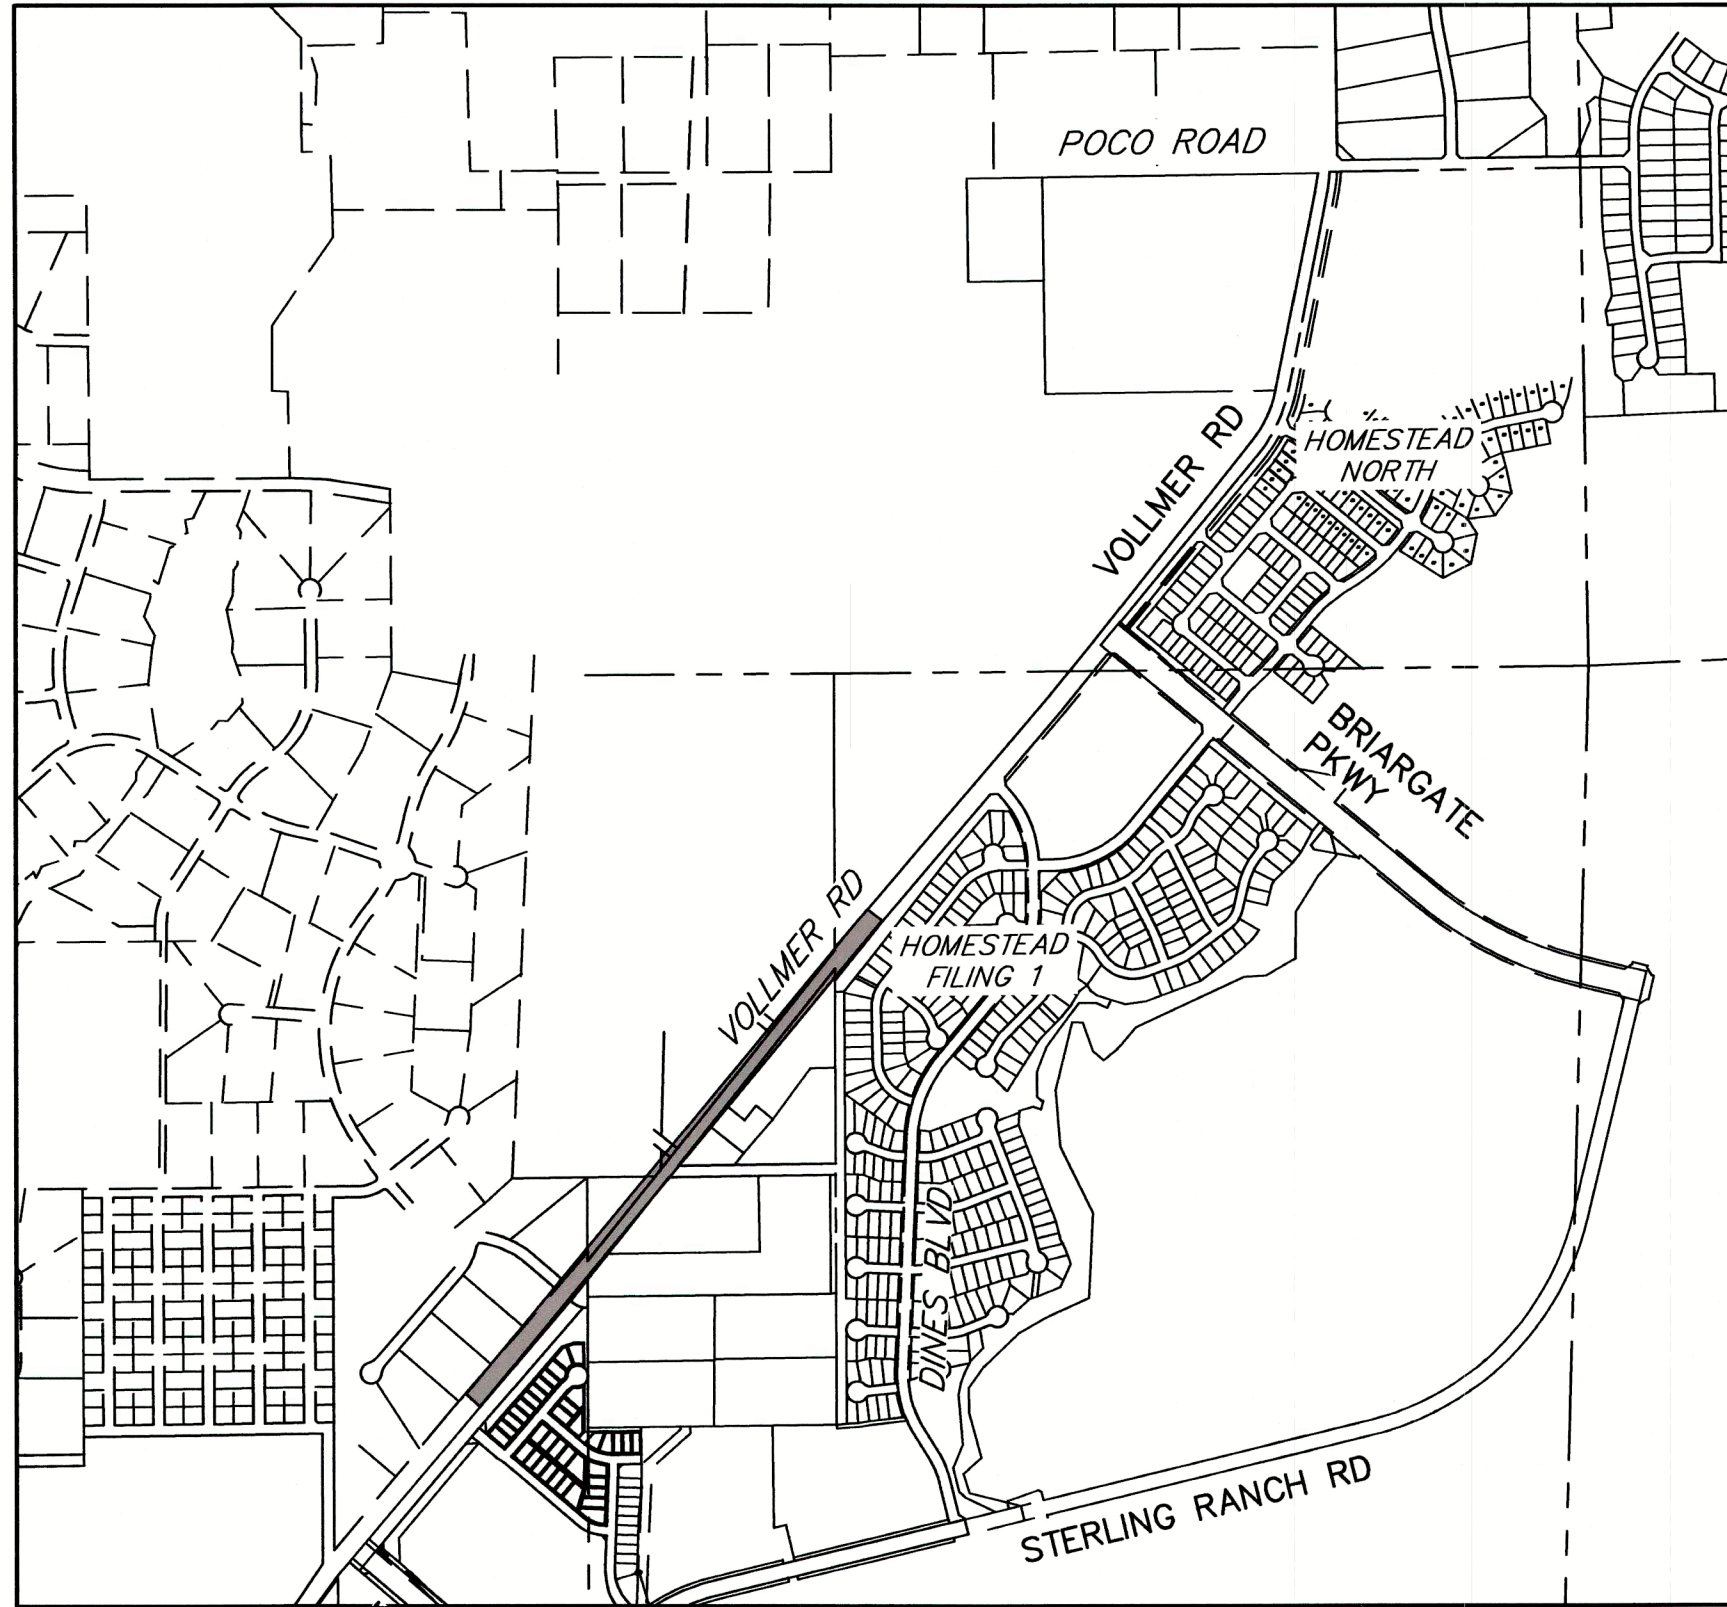 POCO ROAD
VOLLMER RD
HOMESTEAD
NORTH
BRIARGATE
PKWY
VOLLMER RD
HOMESTEAD
FILING 1
DINES BLVD
STERLING RANCH RD